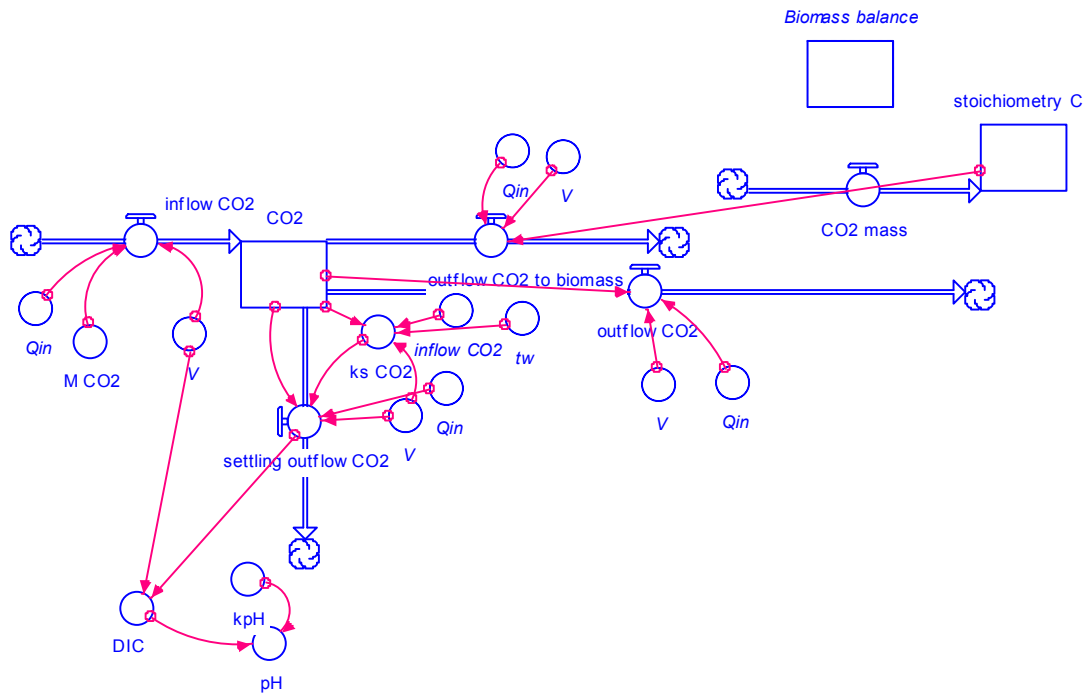 Biomass balance
stoichiometry C
Qin
V
inflow CO2
CO2
CO2 mass
outflow CO2 to biomass
Qin
M CO2
V
inflow CO2
tw
ks CO2
outflow CO2
V
Qin
Qin
V
settling outflow CO2
kpH
DIC
pH